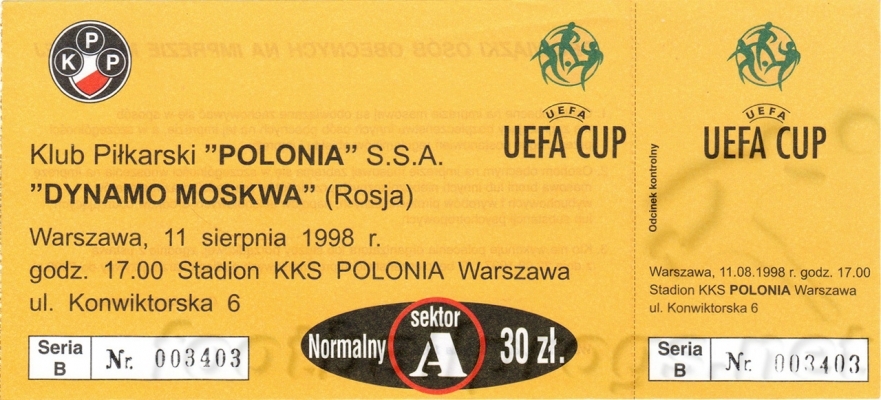 P
K P
Klub Piłkarski ”POLONIA” S.S.A.
”DYNAMO MOSKWA” (Rosja)
Warszawa, 11 sierpnia 1998 r.
godz. 17.00 Stadion KKS POLONIA Warszawa
ul. Konwiktorska 6
UEFA
UEFA CUP
Seria
B
Nr. 003403
Normalny
sektor
A
30 zł.
Odcinek kontrolny
UEFA
UEFA CUP
Warszawa, 11.08.1998 r. godz. 17.00
Stadion KKS POLONIA Warszawa
ul. Konwiktorska 6
Seria
B
Nr. 003403